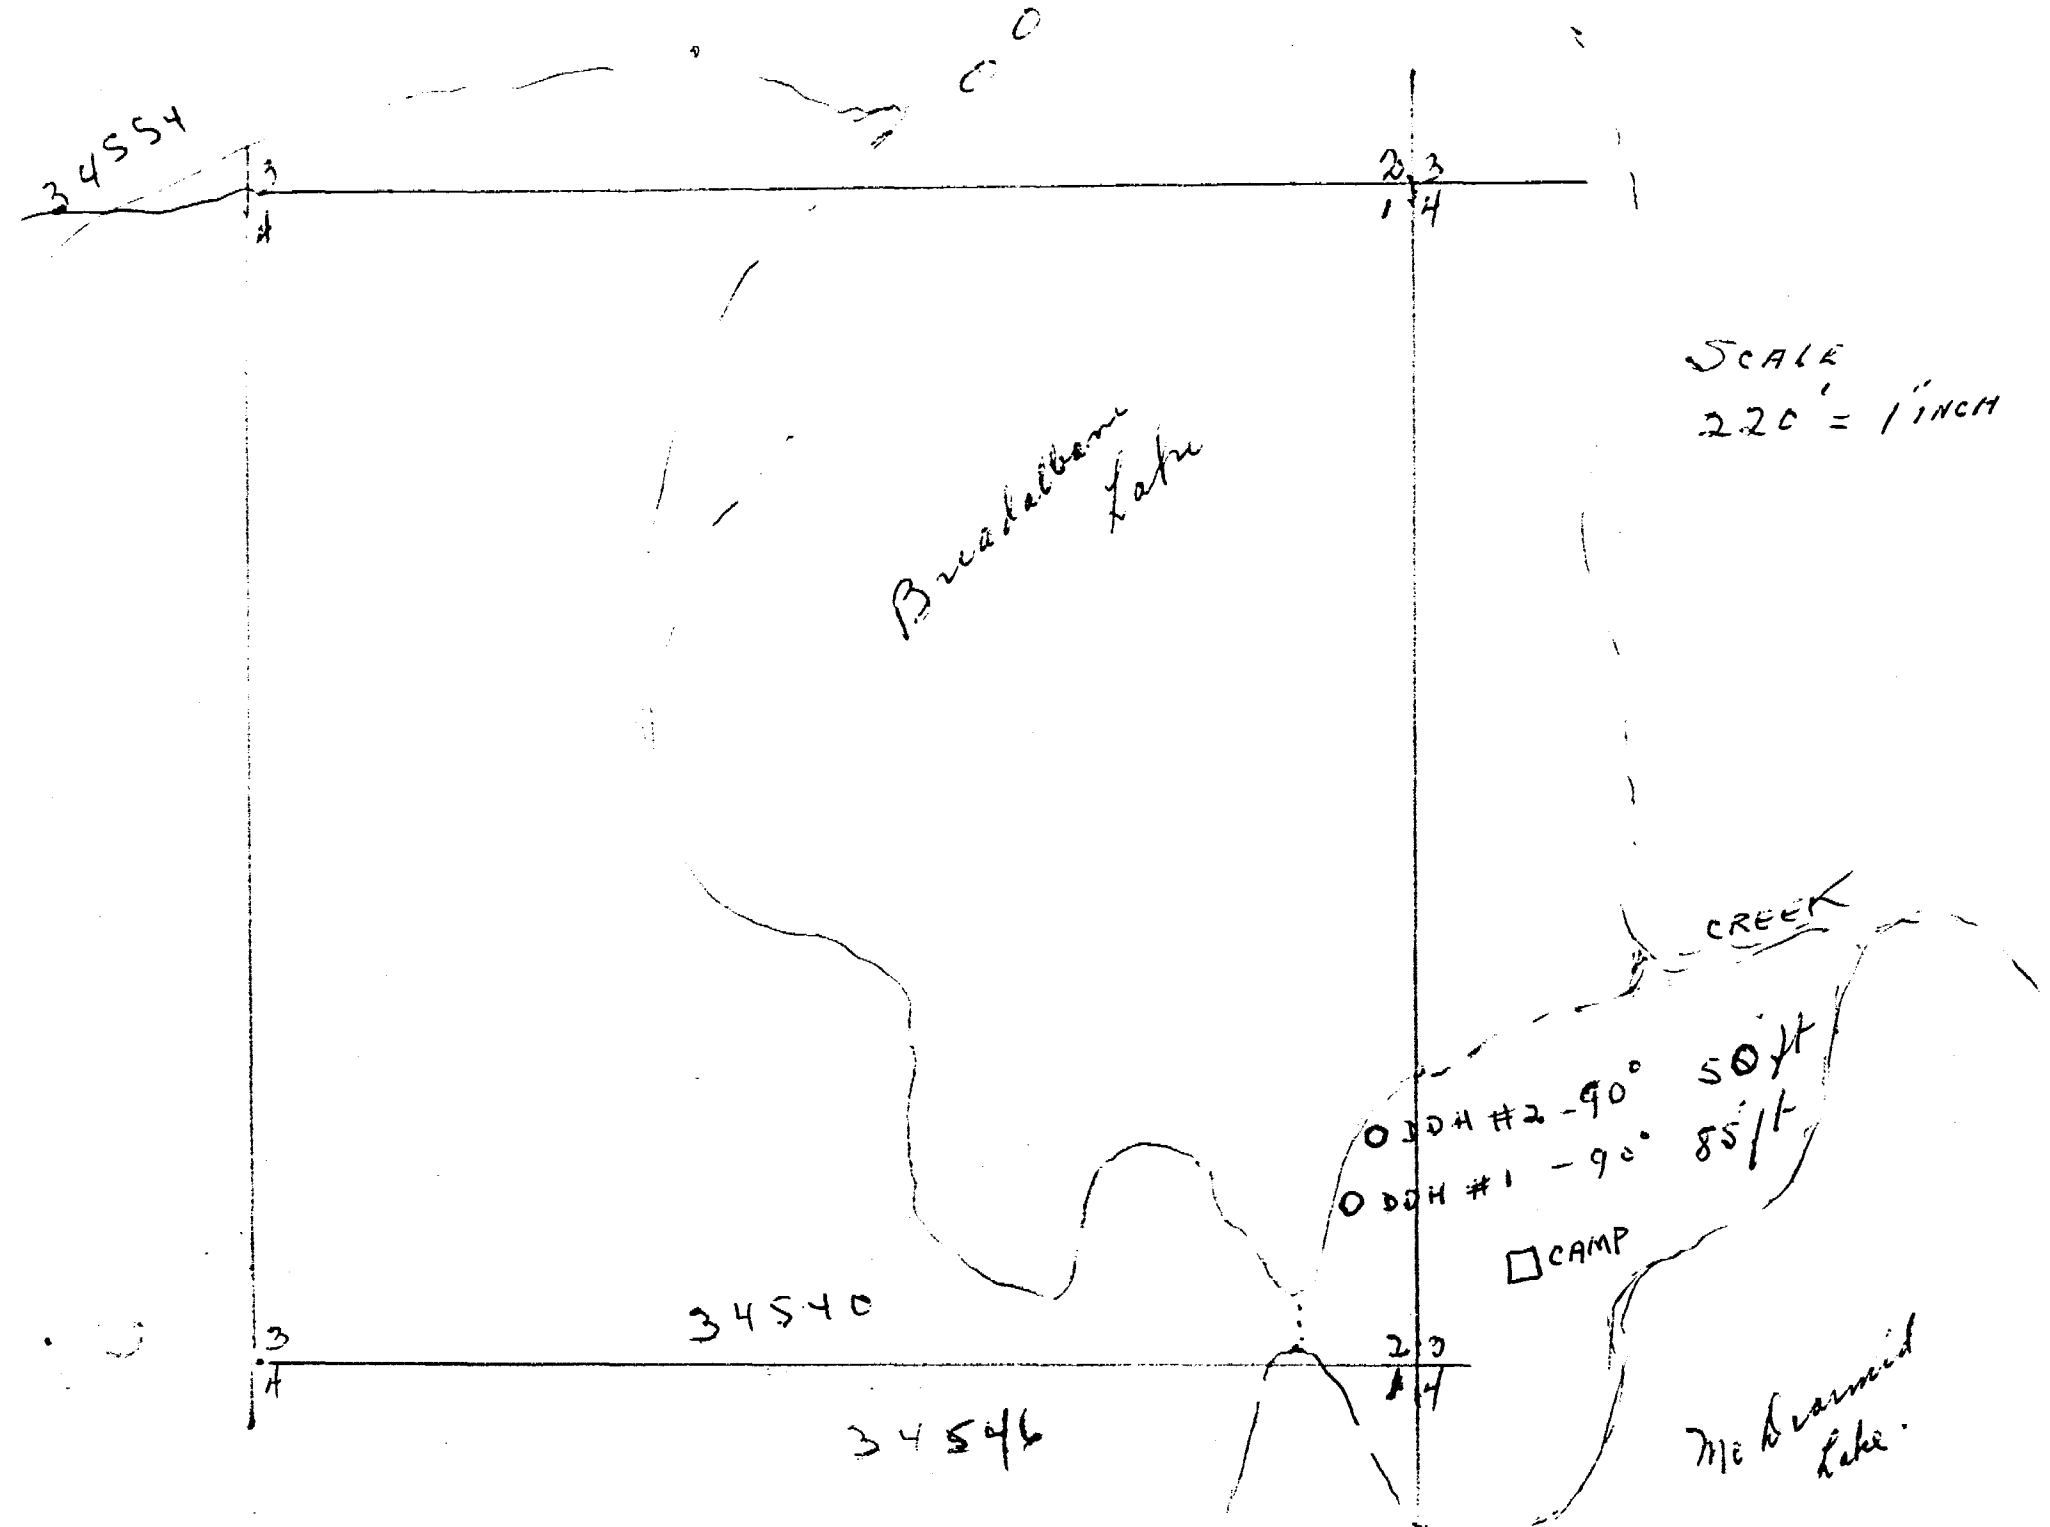 34554
3
4
2 3
1 4
SCALE
220' = 1" INCH
Breadalbane
Lake
CREEK
DDH #2 -90° 50 ft
DDH #1 -90° 85 ft
CAMP
34540
3
4
2 3
1 4
34546
Mc Diarmid
Lake.